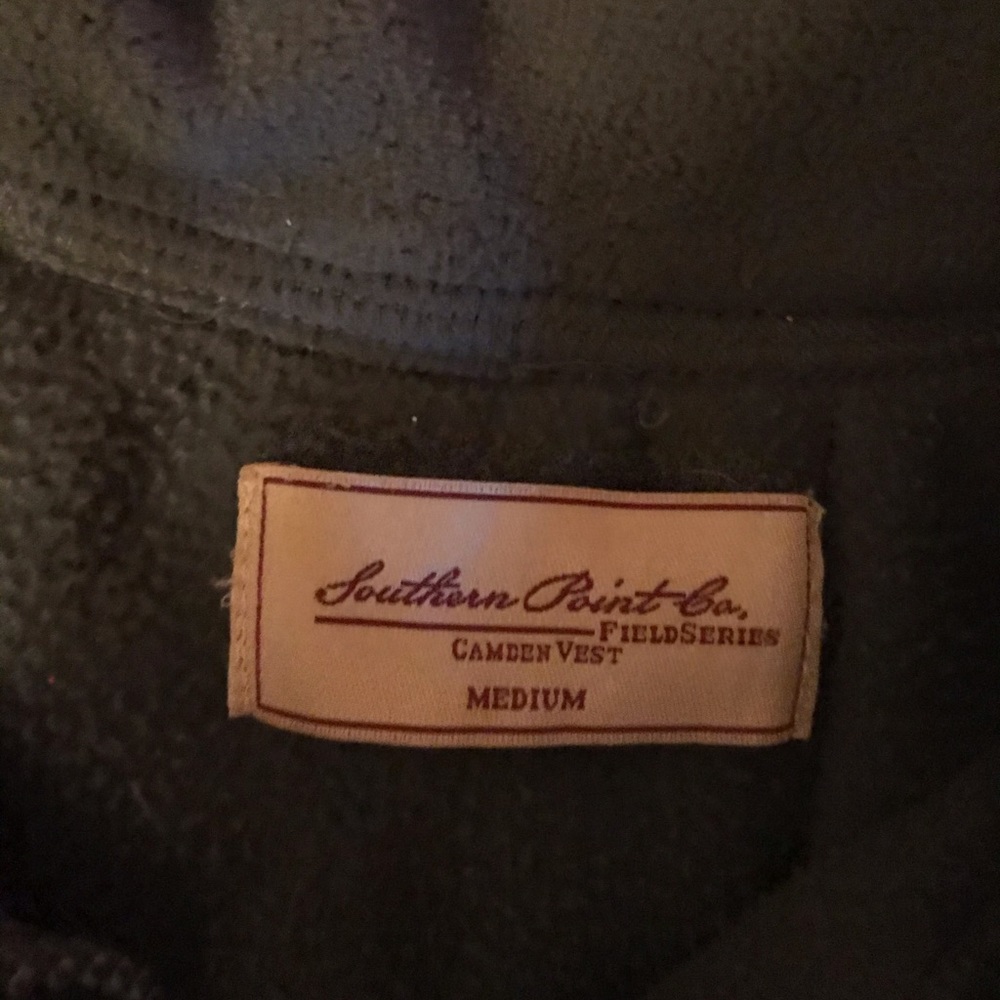 Southern Point Co.
FIELDSERIES
CAMDEN VEST
MEDIUM